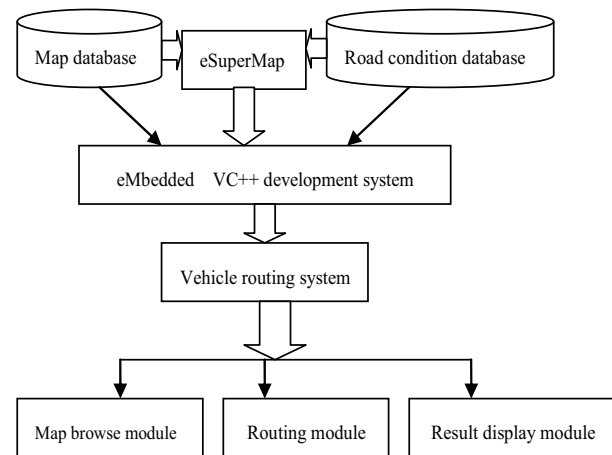 Map database
eSuperMap
Road condition database
eMbedded VC++ development system
Vehicle routing system
Map browse module
Routing module
Result display module